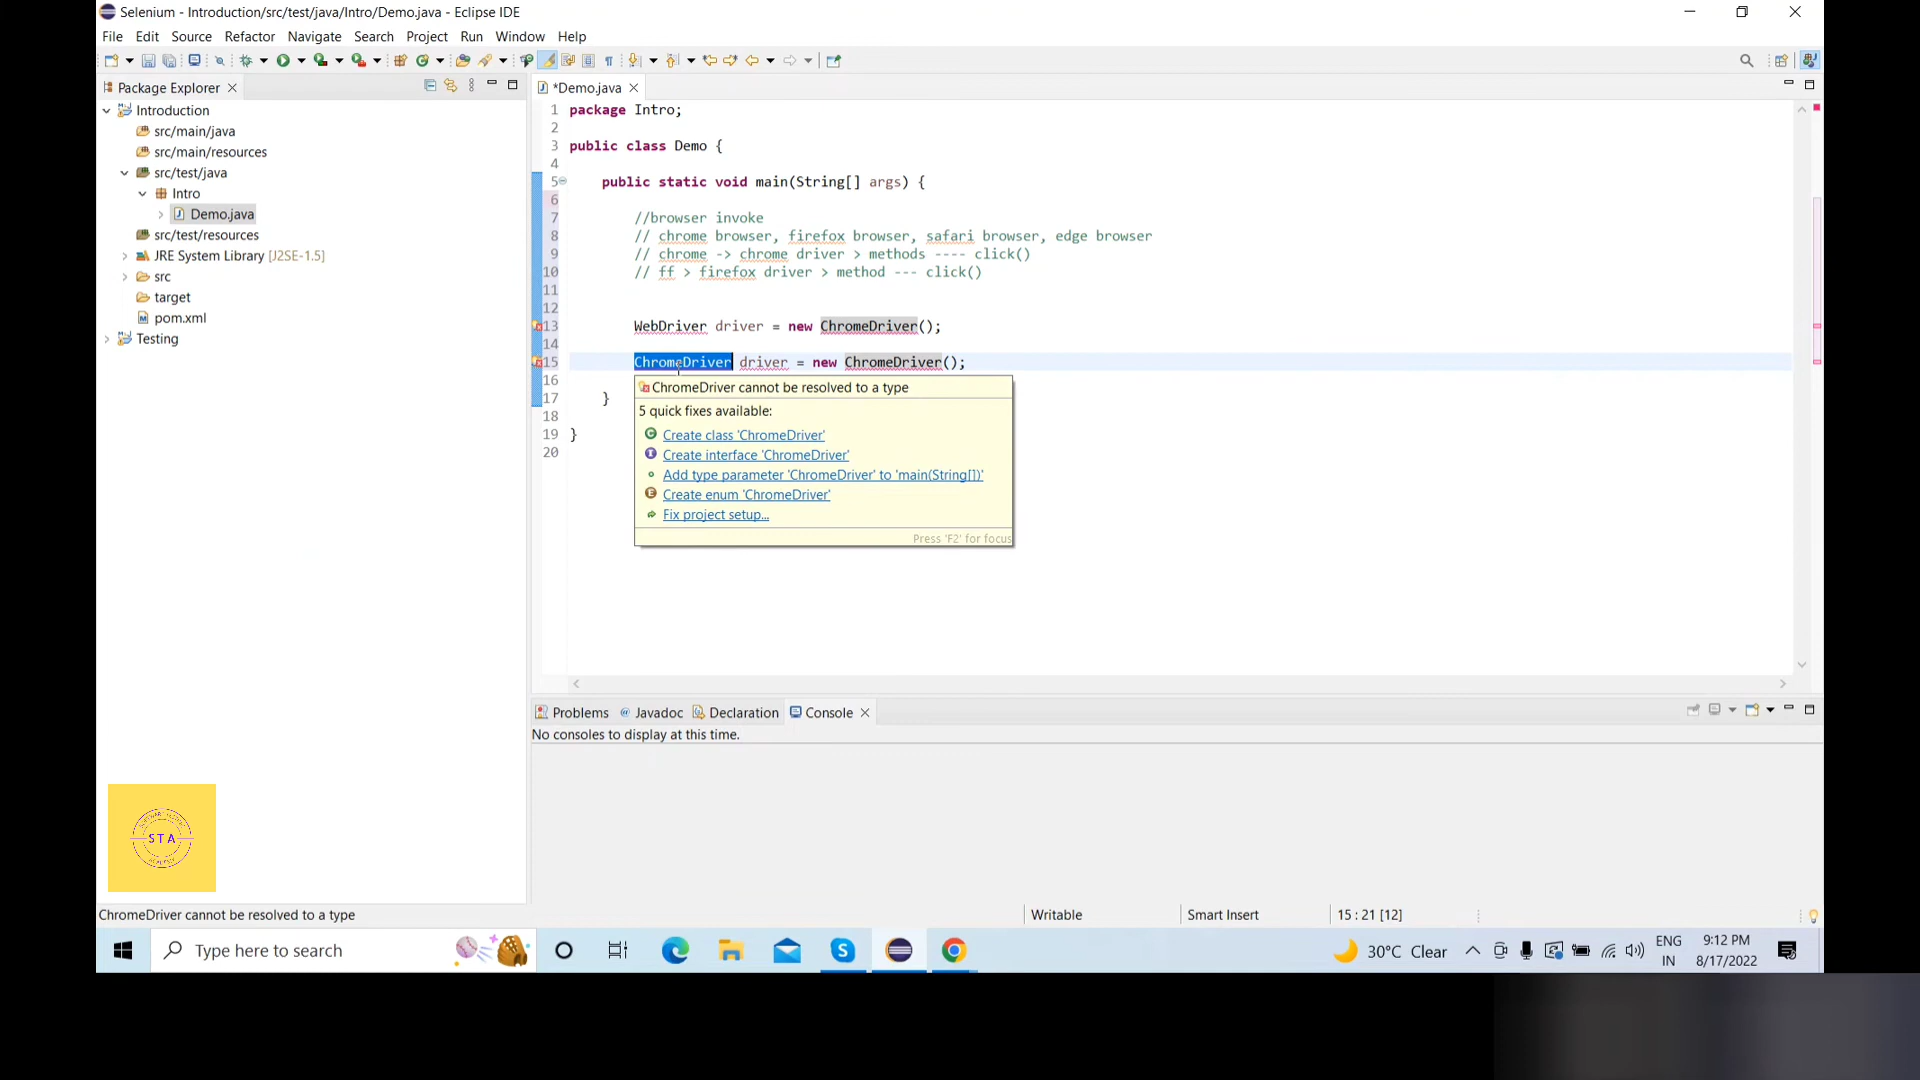 Selenium - Introduction/src/test/java/Intro/Demo.java - Eclipse IDE
File Edit Source Refactor Navigate Search Project Run Window Help
Package Explorer
Introduction
src/main/java
src/main/resources
src/test/java
Intro
Demo.java
src/test/resources
JRE System Library [J2SE-1.5]
src
target
pom.xml
Testing
*Demo.java
1 package Intro;
2
3 public class Demo {
4
5 public static void main(String[] args) {
6
7 //browser invoke
8 // chrome browser, firefox browser, safari browser, edge browser
9 // chrome -> chrome driver > methods ---- click()
10 // ff > firefox driver > method --- click()
11
12
13 WebDriver driver = new ChromeDriver();
14
15 ChromeDriver driver = new ChromeDriver();
16
17 }
18
19 }
20
ChromeDriver cannot be resolved to a type
5 quick fixes available:
Create class 'ChromeDriver'
Create interface 'ChromeDriver'
Add type parameter 'ChromeDriver' to 'main(String[])'
Create enum 'ChromeDriver'
Fix project setup...
Press 'F2' for focus
Problems Javadoc Declaration Console
No consoles to display at this time.
STA
ChromeDriver cannot be resolved to a type
Writable
Smart Insert
15 : 21 [12]
Type here to search
30°C Clear
ENG
IN
9:12 PM
8/17/2022